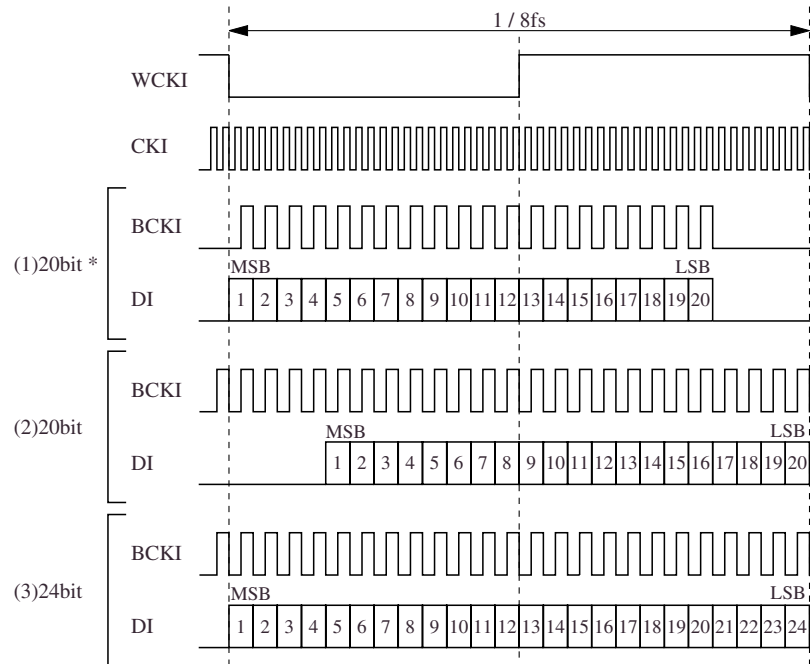 1 / 8fs
WCKI
CKI
(1)20bit *
BCKI
MSB LSB
DI 1 2 3 4 5 6 7 8 9 10 11 12 13 14 15 16 17 18 19 20
(2)20bit
BCKI
MSB LSB
DI 1 2 3 4 5 6 7 8 9 10 11 12 13 14 15 16 17 18 19 20
(3)24bit
BCKI
MSB LSB
DI 1 2 3 4 5 6 7 8 9 10 11 12 13 14 15 16 17 18 19 20 21 22 23 24